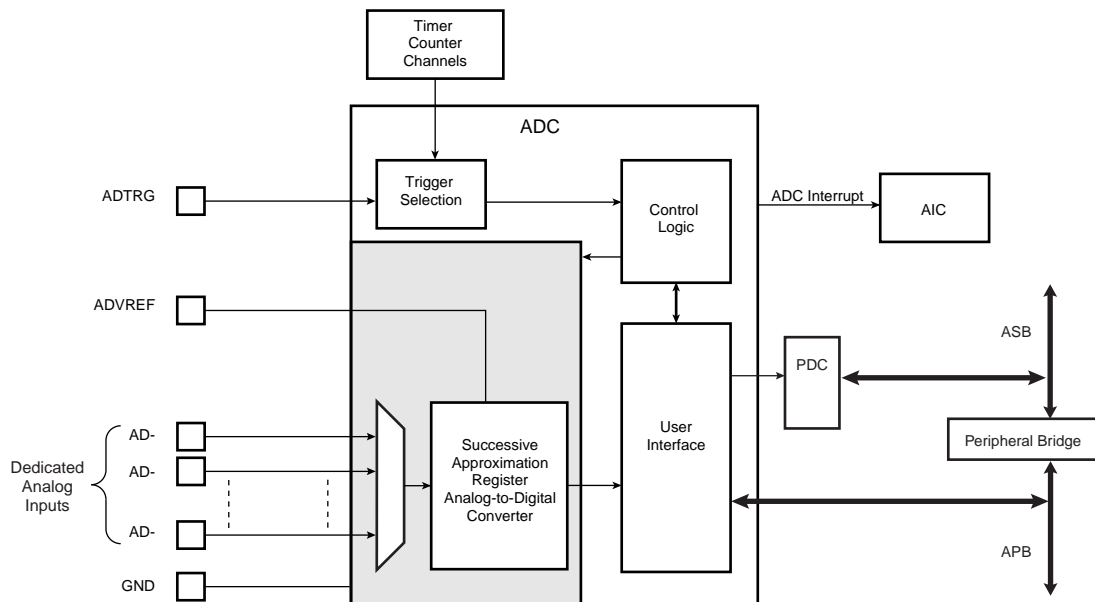 Timer
Counter
Channels
ADC
ADTRG
Trigger
Selection
Control
Logic
ADC Interrupt
AIC
ADVREF
ASB
PDC
User
Interface
Peripheral Bridge
Dedicated
Analog
Inputs
AD-
AD-
AD-
Successive
Approximation
Register
Analog-to-Digital
Converter
APB
GND